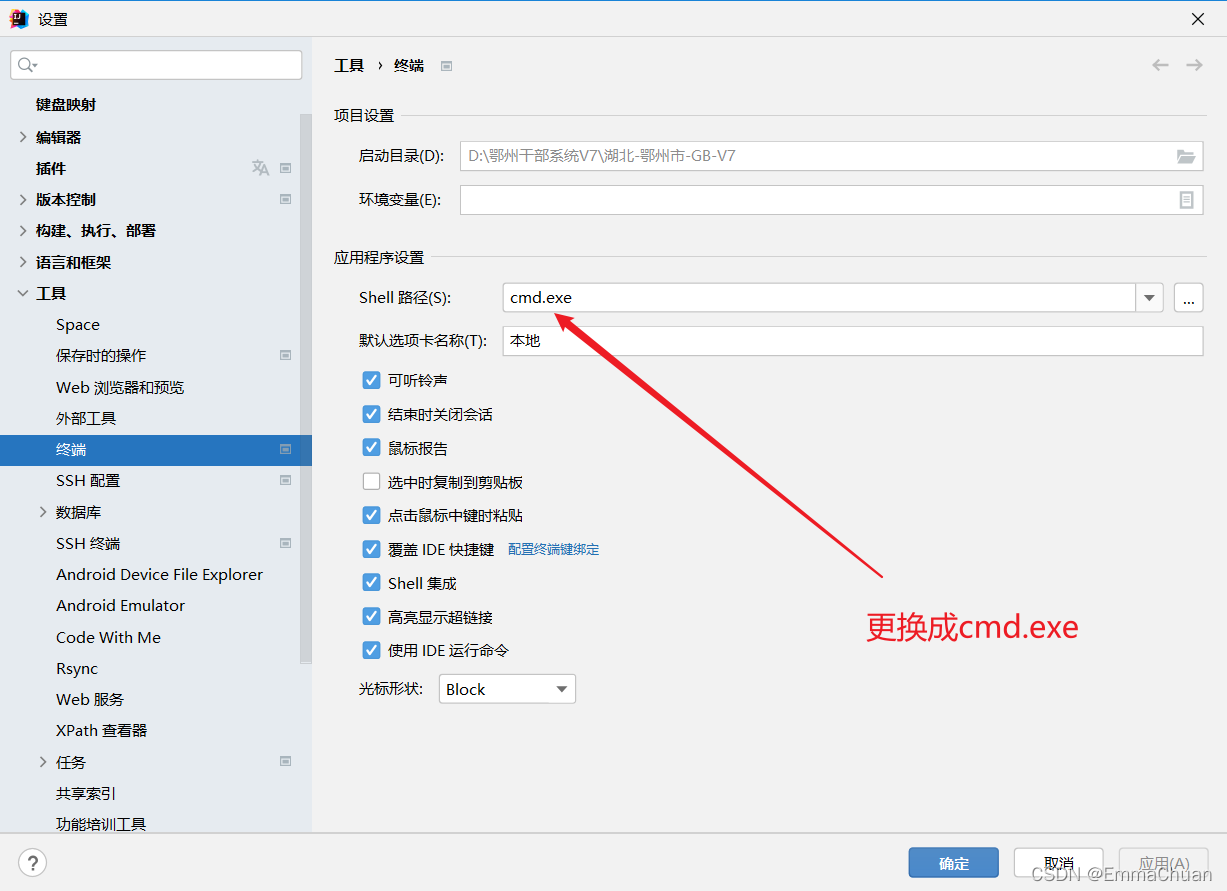 设置
键盘映射
编辑器
插件
版本控制
构建、执行、部署
语言和框架
工具
Space
保存时的操作
Web 浏览器和预览
外部工具
终端
SSH 配置
数据库
SSH 终端
Android Device File Explorer
Android Emulator
Code With Me
Rsync
Web 服务
XPath 查看器
任务
共享索引
功能培训工具
工具 › 终端
项目设置
启动目录(D): D:\鄂州干部系统V7\湖北-鄂州市-GB-V7
环境变量(E):
应用程序设置
Shell 路径(S): cmd.exe ...
默认选项卡名称(T): 本地
可听铃声
结束时关闭会话
鼠标报告
选中时复制到剪贴板
点击鼠标中键时粘贴
覆盖 IDE 快捷键 配置终端键绑定
Shell 集成
高亮显示超链接
使用 IDE 运行命令
光标形状: Block
更换成cmd.exe
? 确定 取消 应用(A)
CSDN @EmmaChuan